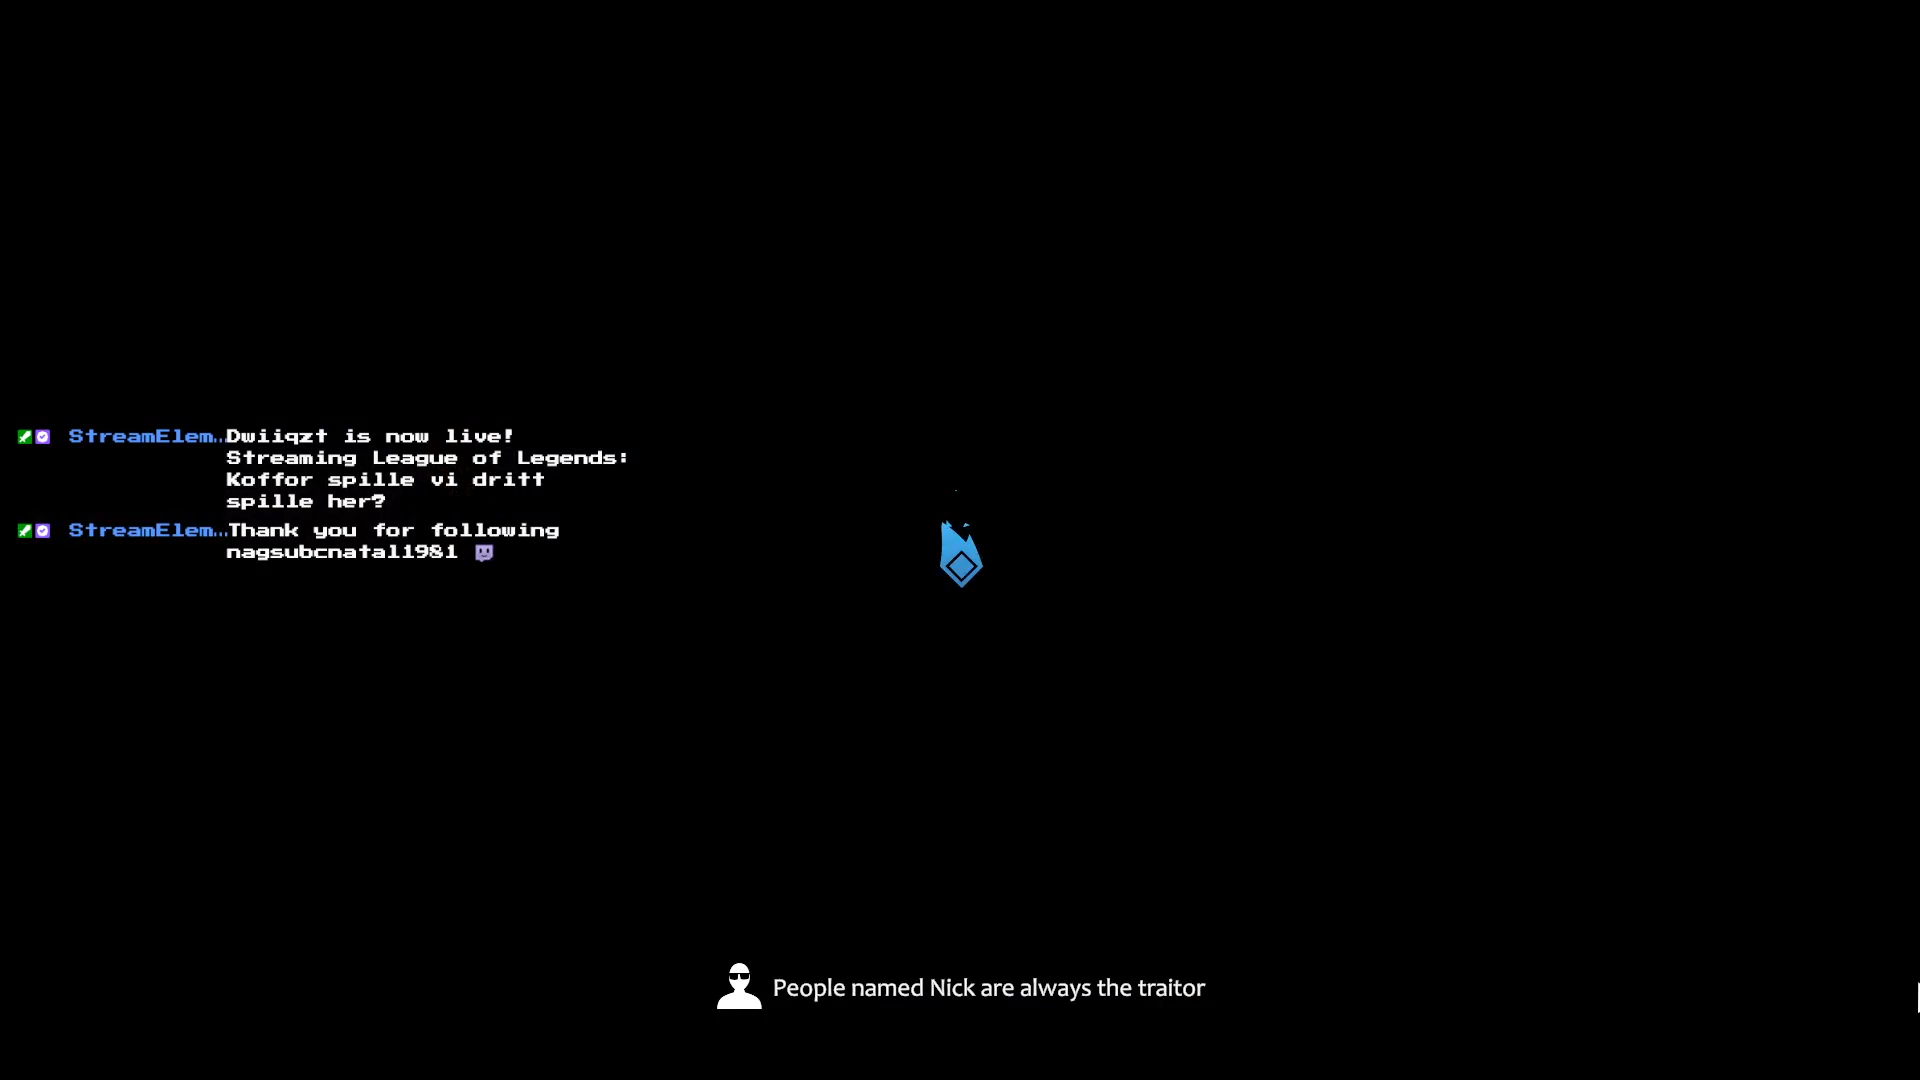 StreamElem...Dwiiqzt is now live!
Streaming League of Legends:
Koffor spille vi dritt
spille her?
StreamElem...Thank you for following
nagsubcnatal1981
People named Nick are always the traitor